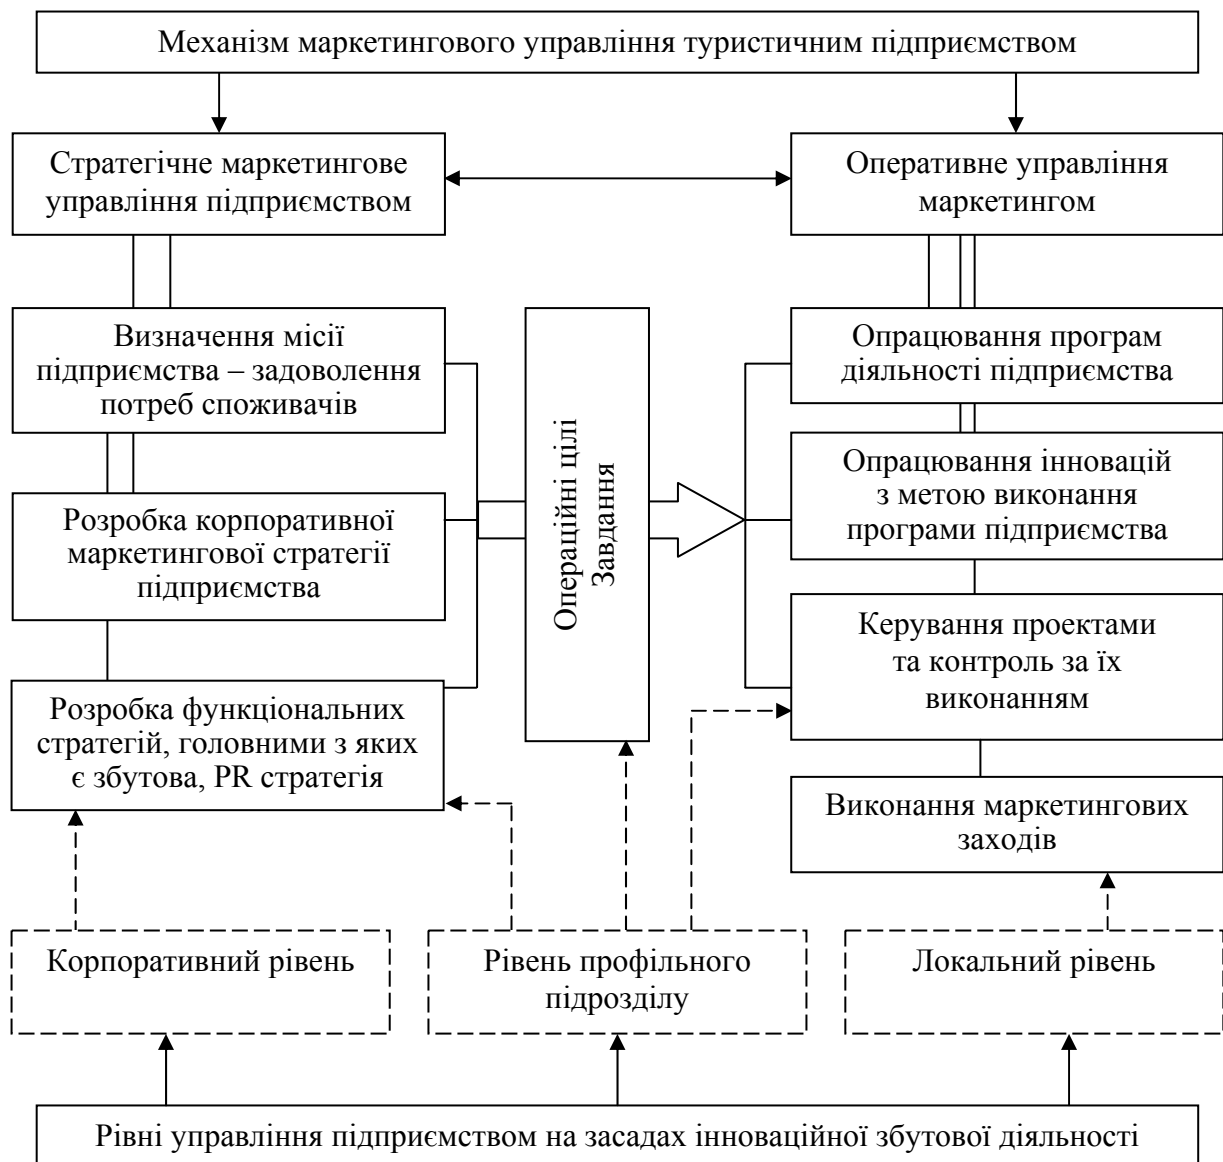 Механізм маркетингового управління туристичним підприємством
Стратегічне маркетингове
управління підприємством
Оперативне управління
маркетингом
Визначення місії
підприємства – задоволення
потреб споживачів
Розробка корпоративної
маркетингової стратегії
підприємства
Розробка функціональних
стратегій, головними з яких
є збутова, PR стратегія
Операційні цілі
Завдання
Опрацювання програм
діяльності підприємства
Опрацювання інновацій
з метою виконання
програми підприємства
Керування проектами
та контроль за їх
виконанням
Виконання маркетингових
заходів
Корпоративний рівень
Рівень профільного
підрозділу
Локальний рівень
Рівні управління підприємством на засадах інноваційної збутової діяльності